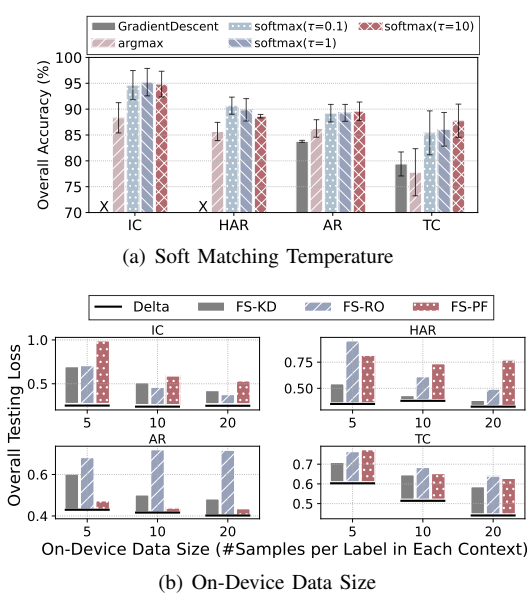 GradientDescent softmax(τ=0.1) softmax(τ=10)
argmax softmax(τ=1)
Overall Accuracy (%)
100
95
90
85
80
75
70
X X
IC HAR AR TC
(a) Soft Matching Temperature
Delta FS-KD FS-RO FS-PF
Overall Testing Loss
IC
1.0
0.5
5 10 20
HAR
0.75
0.50
5 10 20
AR
0.6
0.4
5 10 20
TC
0.7
0.6
0.5
5 10 20
On-Device Data Size (#Samples per Label in Each Context)
(b) On-Device Data Size